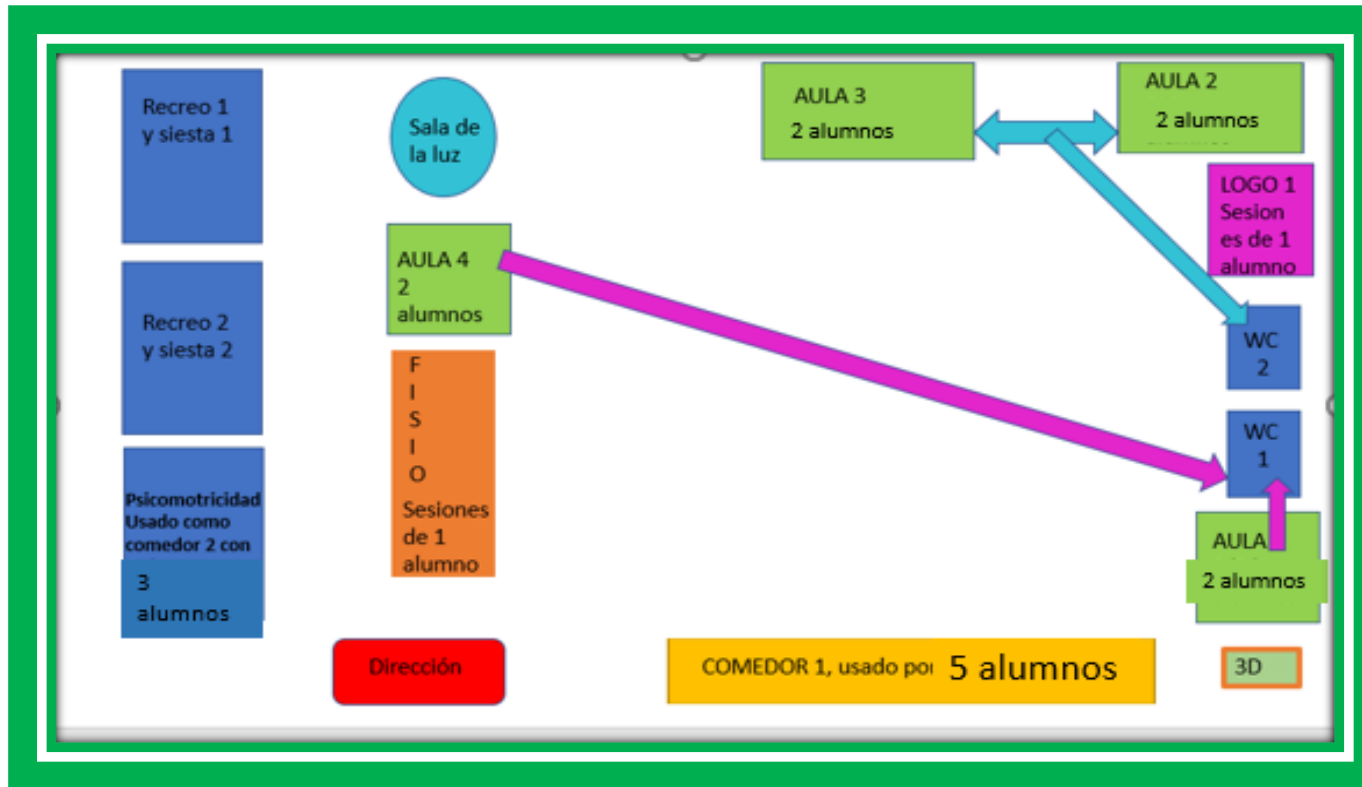 Recreo 1
y siesta 1
Sala de
la luz
AULA 3
2 alumnos
AULA 2
2 alumnos
LOGO 1
Sesion
es de 1
alumno
AULA 4
2
alumnos
Recreo 2
y siesta 2
F
I
S
I
O
Sesiones
de 1
alumno
WC
2
WC
1
Psicomotricidad
Usado como
comedor 2 con
3
alumnos
AULA
2 alumnos
Dirección
COMEDOR 1, usado por 5 alumnos
3D